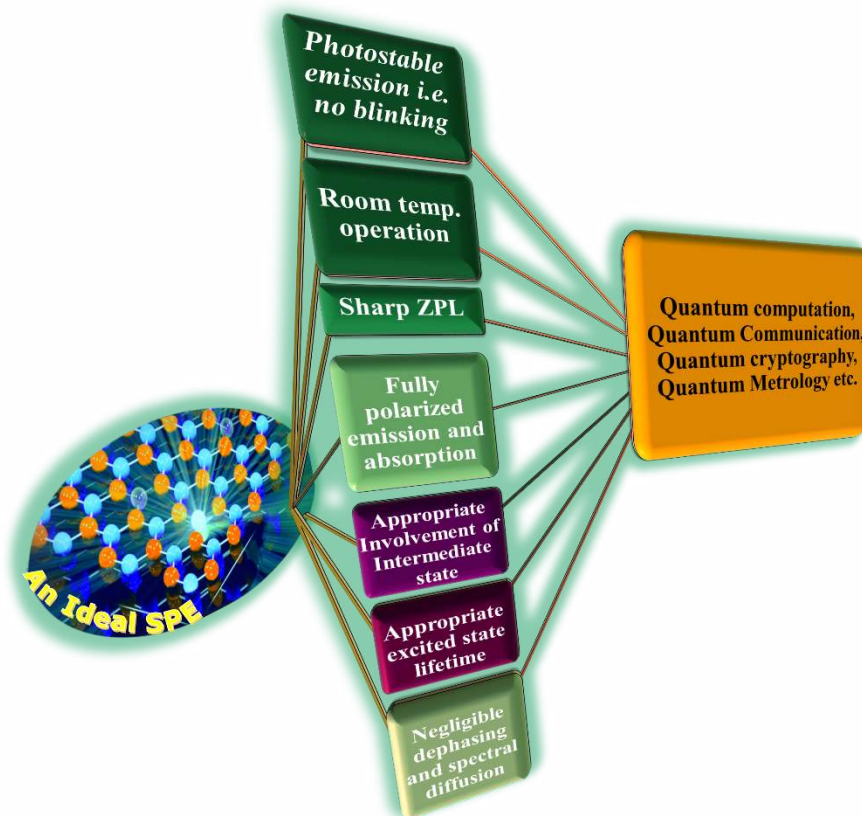 Photostable
emission i.e.
no blinking
Room temp.
operation
Sharp ZPL
Fully
polarized
emission and
absorption
Appropriate
Involvement of
Intermediate
state
Appropriate
excited state
lifetime
Negligible
dephasing
and spectral
diffusion
An Ideal SPE
Quantum computation,
Quantum Communication,
Quantum cryptography,
Quantum Metrology etc.